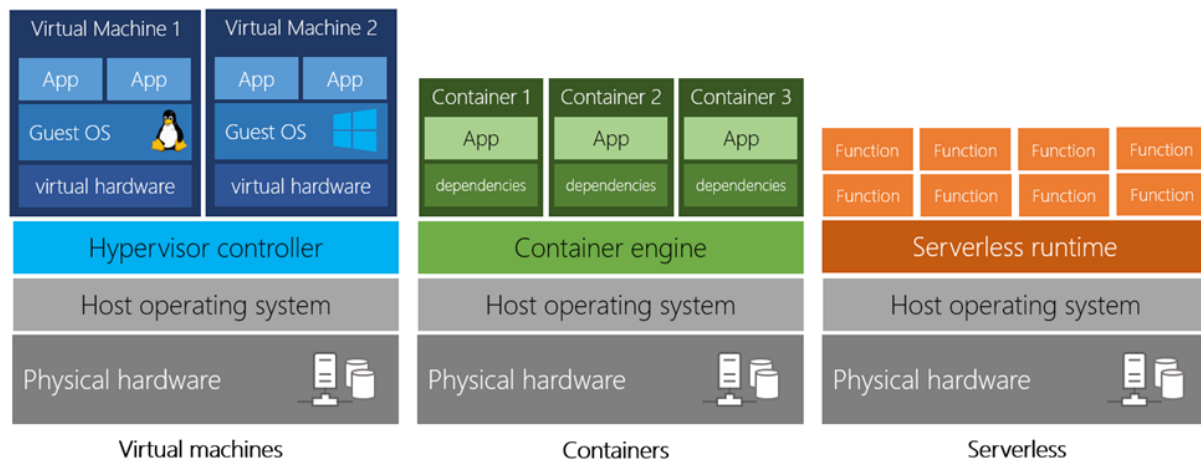 Virtual Machine 1
App App
Guest OS
virtual hardware
Virtual Machine 2
App App
Guest OS
virtual hardware
Hypervisor controller
Host operating system
Physical hardware
Virtual machines
Container 1
App
dependencies
Container 2
App
dependencies
Container 3
App
dependencies
Container engine
Host operating system
Physical hardware
Containers
Function Function Function Function
Function Function Function Function
Serverless runtime
Host operating system
Physical hardware
Serverless